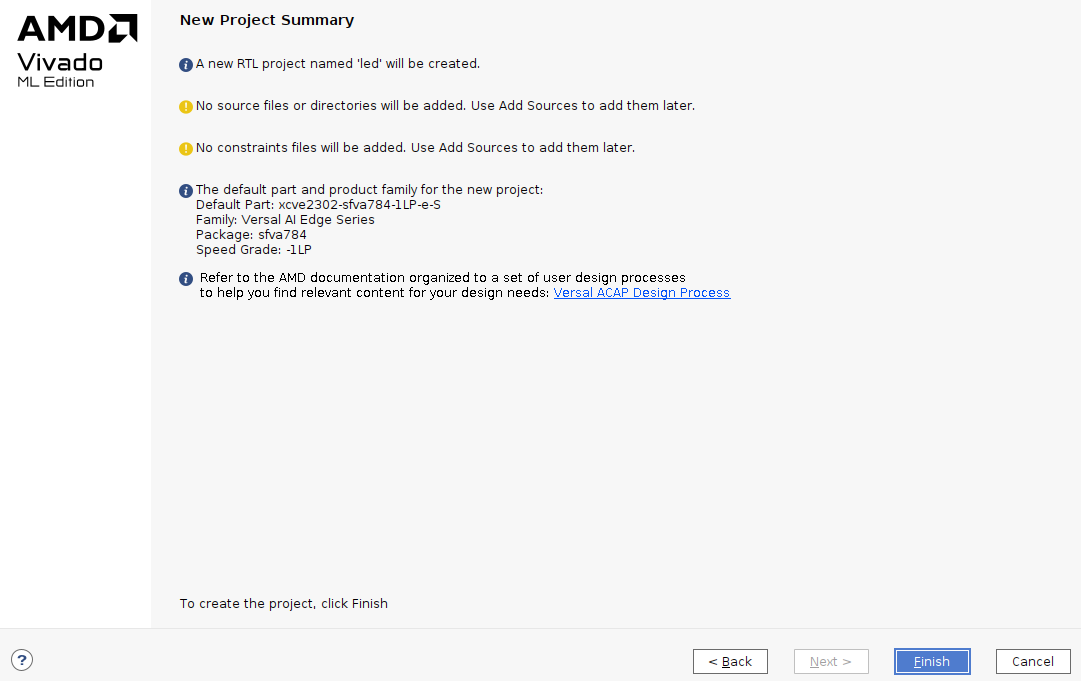 AMD
Vivado
ML Edition
New Project Summary
A new RTL project named 'led' will be created.
No source files or directories will be added. Use Add Sources to add them later.
No constraints files will be added. Use Add Sources to add them later.
The default part and product family for the new project:
Default Part: xcve2302-sfva784-1LP-e-S
Family: Versal AI Edge Series
Package: sfva784
Speed Grade: -1LP
Refer to the AMD documentation organized to a set of user design processes
to help you find relevant content for your design needs: Versal ACAP Design Process
To create the project, click Finish
? < Back Next > Finish Cancel